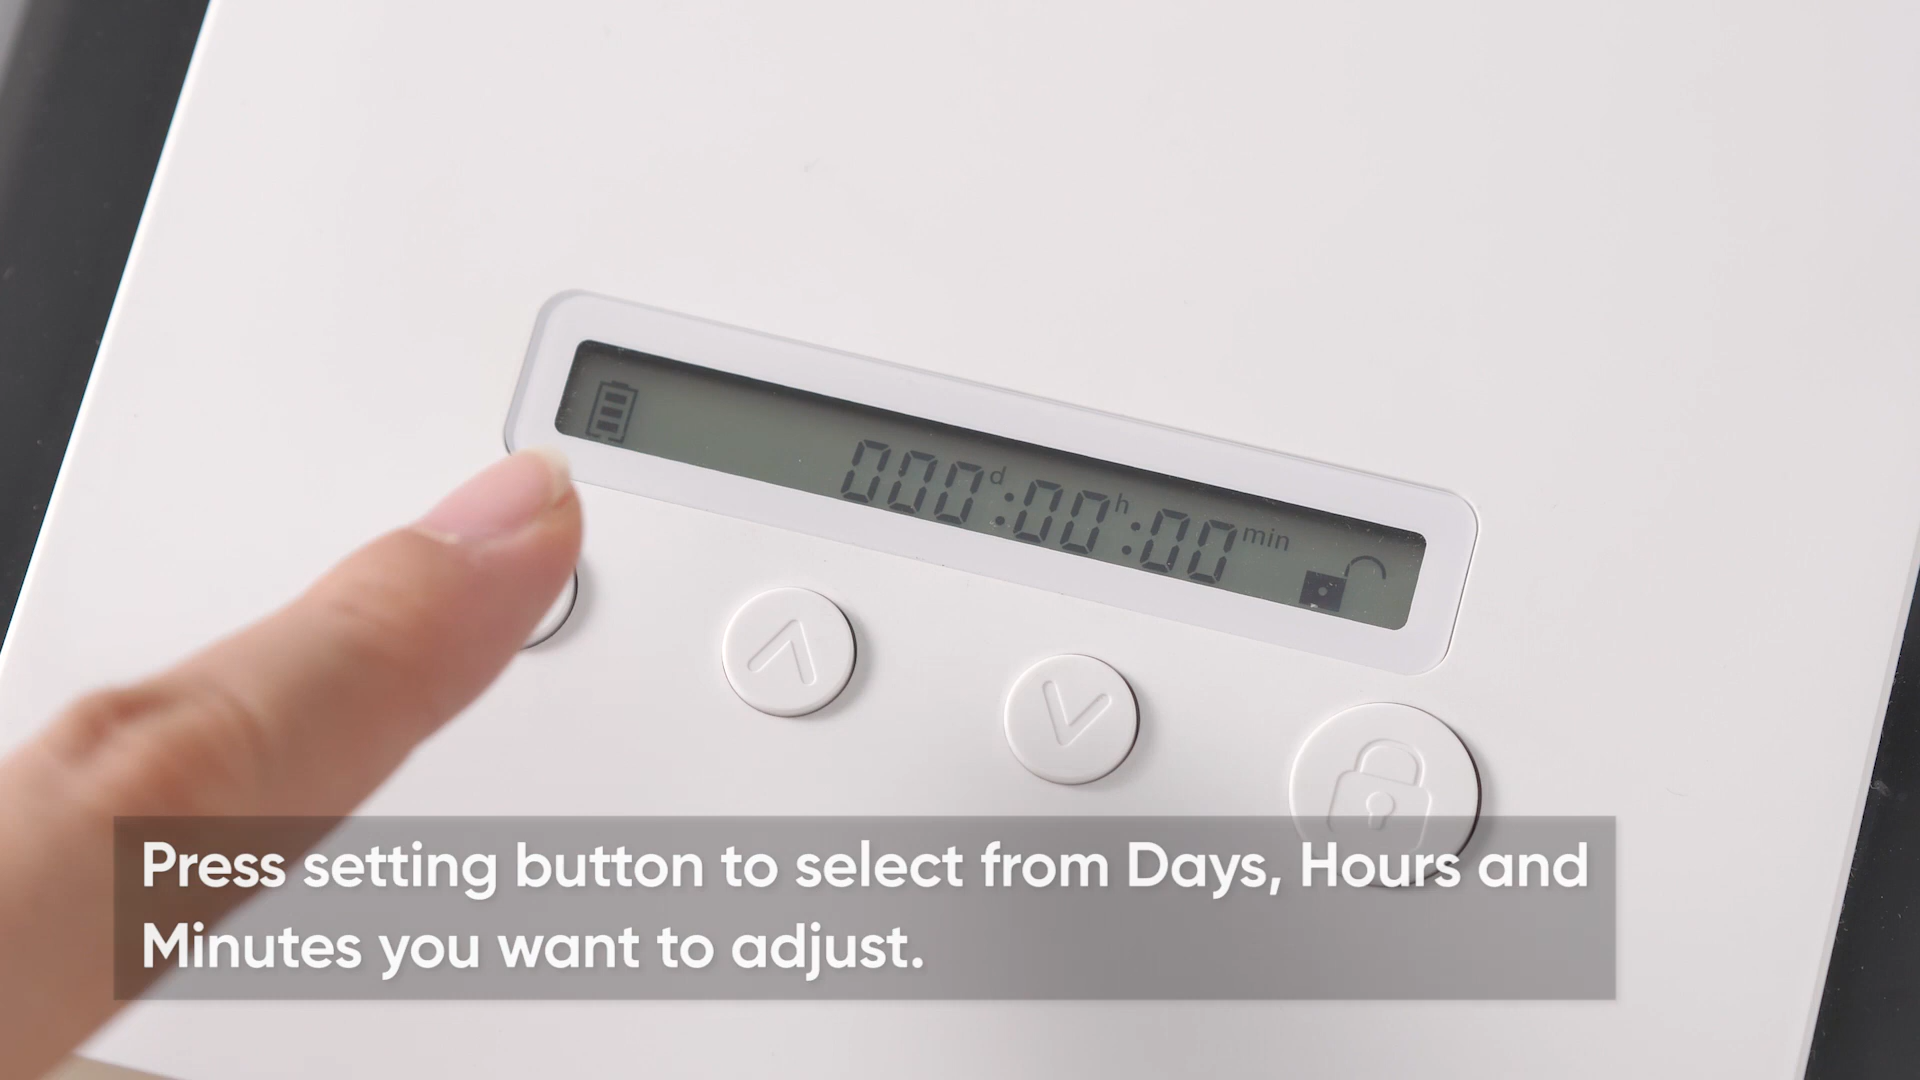 000d:00h:00min
Press setting button to select from Days, Hours and
Minutes you want to adjust.